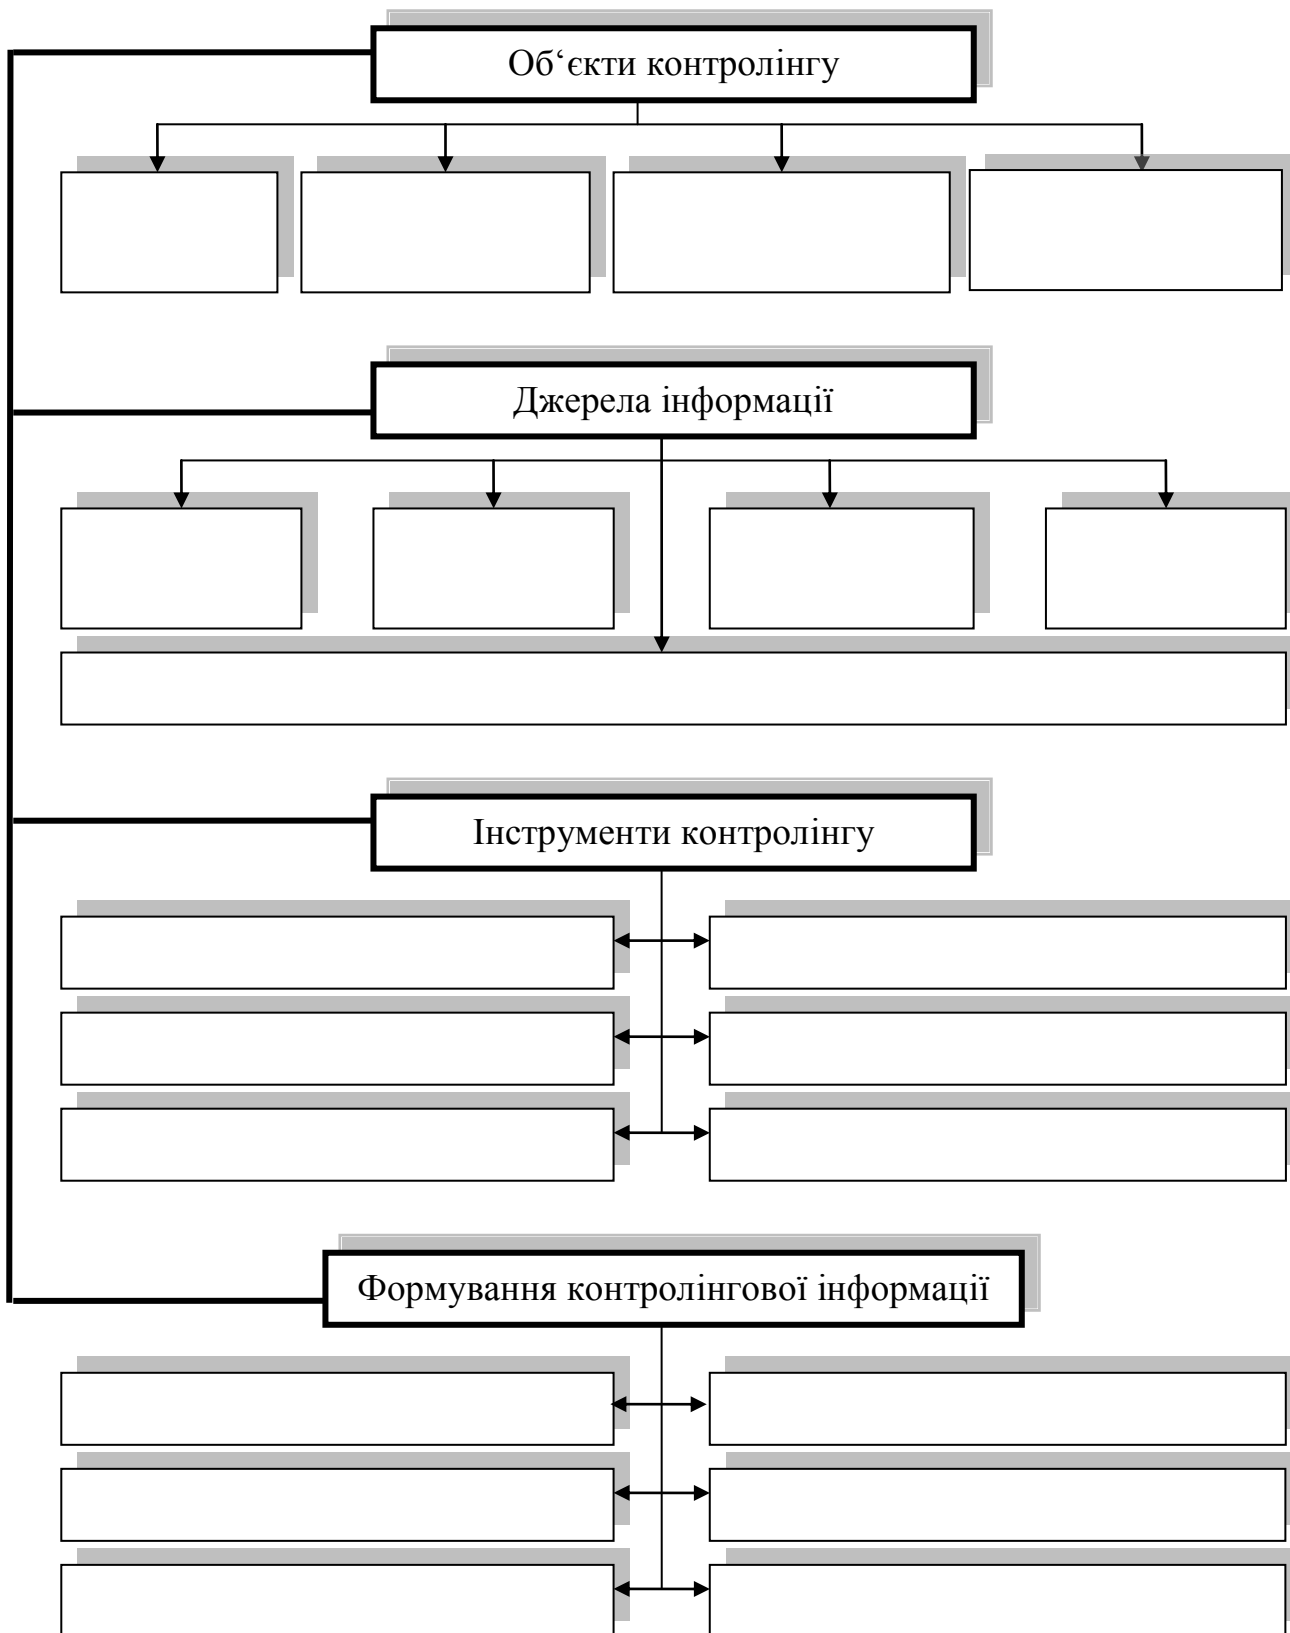 Об‘єкти контролінгу
Джерела інформації
Інструменти контролінгу
Формування контролінгової інформації